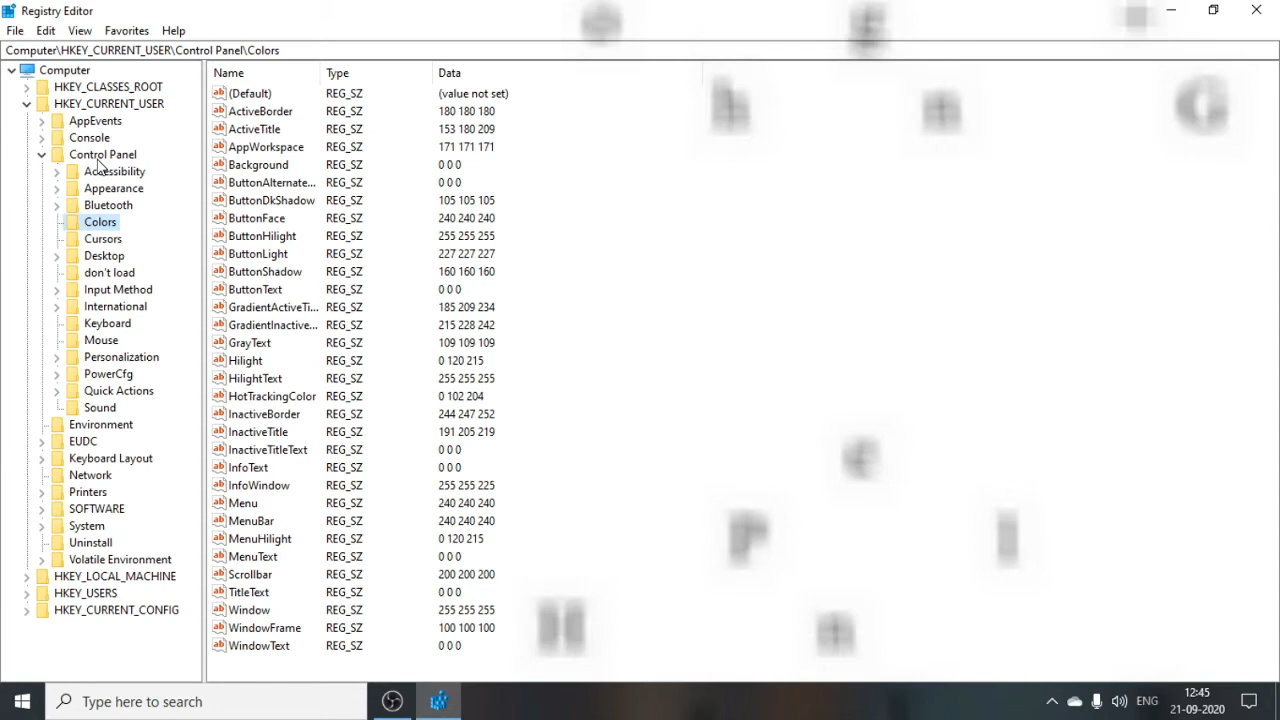 Registry Editor
File Edit View Favorites Help
Computer\HKEY_CURRENT_USER\Control Panel\Colors
Computer
HKEY_CLASSES_ROOT
HKEY_CURRENT_USER
AppEvents
Console
Control Panel
Accessibility
Appearance
Bluetooth
Colors
Cursors
Desktop
don't load
Input Method
International
Keyboard
Mouse
Personalization
PowerCfg
Quick Actions
Sound
Environment
EUDC
Keyboard Layout
Network
Printers
SOFTWARE
System
Uninstall
Volatile Environment
HKEY_LOCAL_MACHINE
HKEY_USERS
HKEY_CURRENT_CONFIG
Name Type Data
(Default) REG_SZ (value not set)
ActiveBorder REG_SZ 180 180 180
ActiveTitle REG_SZ 153 180 209
AppWorkspace REG_SZ 171 171 171
Background REG_SZ 0 0 0
ButtonAlternate... REG_SZ 0 0 0
ButtonDkShadow REG_SZ 105 105 105
ButtonFace REG_SZ 240 240 240
ButtonHilight REG_SZ 255 255 255
ButtonLight REG_SZ 227 227 227
ButtonShadow REG_SZ 160 160 160
ButtonText REG_SZ 0 0 0
GradientActiveTi... REG_SZ 185 209 234
GradientInactive... REG_SZ 215 228 242
GrayText REG_SZ 109 109 109
Hilight REG_SZ 0 120 215
HilightText REG_SZ 255 255 255
HotTrackingColor REG_SZ 0 102 204
InactiveBorder REG_SZ 244 247 252
InactiveTitle REG_SZ 191 205 219
InactiveTitleText REG_SZ 0 0 0
InfoText REG_SZ 0 0 0
InfoWindow REG_SZ 255 255 225
Menu REG_SZ 240 240 240
MenuBar REG_SZ 240 240 240
MenuHilight REG_SZ 0 120 215
MenuText REG_SZ 0 0 0
Scrollbar REG_SZ 200 200 200
TitleText REG_SZ 0 0 0
Window REG_SZ 255 255 255
WindowFrame REG_SZ 100 100 100
WindowText REG_SZ 0 0 0
Type here to search
ENG
12:45
21-09-2020